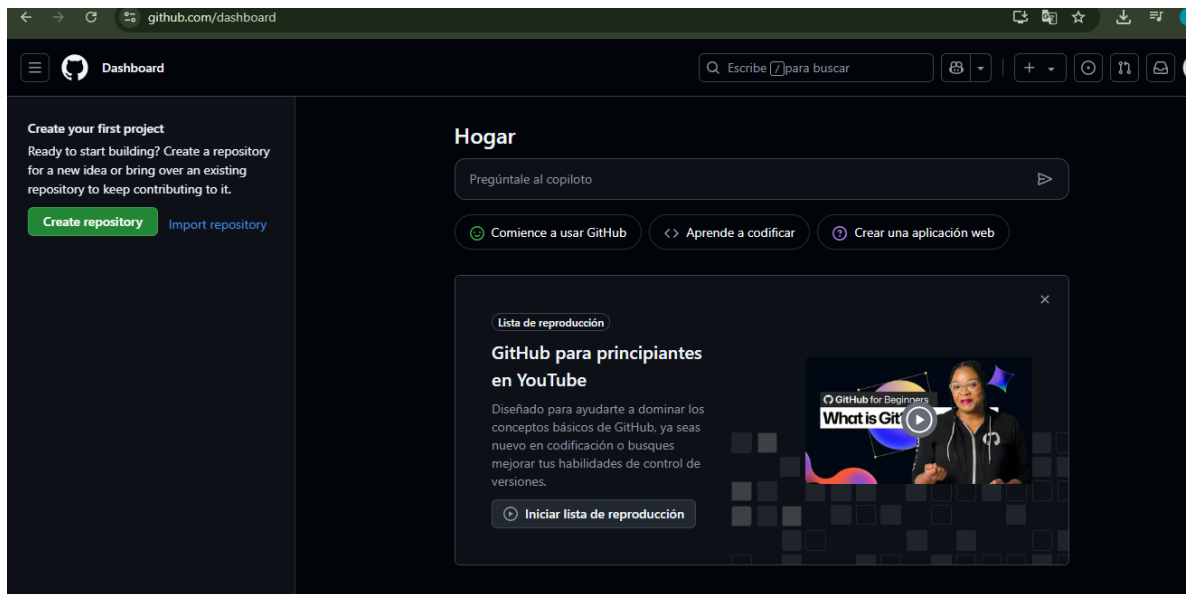 github.com/dashboard
Dashboard
Escribe / para buscar
Create your first project
Ready to start building? Create a repository
for a new idea or bring over an existing
repository to keep contributing to it.
Create repository
Import repository
Hogar
Pregúntale al copiloto
Comience a usar GitHub
Aprende a codificar
Crear una aplicación web
Lista de reproducción
GitHub para principiantes
en YouTube
Diseñado para ayudarte a dominar los
conceptos básicos de GitHub, ya seas
nuevo en codificación o busques
mejorar tus habilidades de control de
versiones.
Iniciar lista de reproducción
GitHub for Beginners
What is Git?